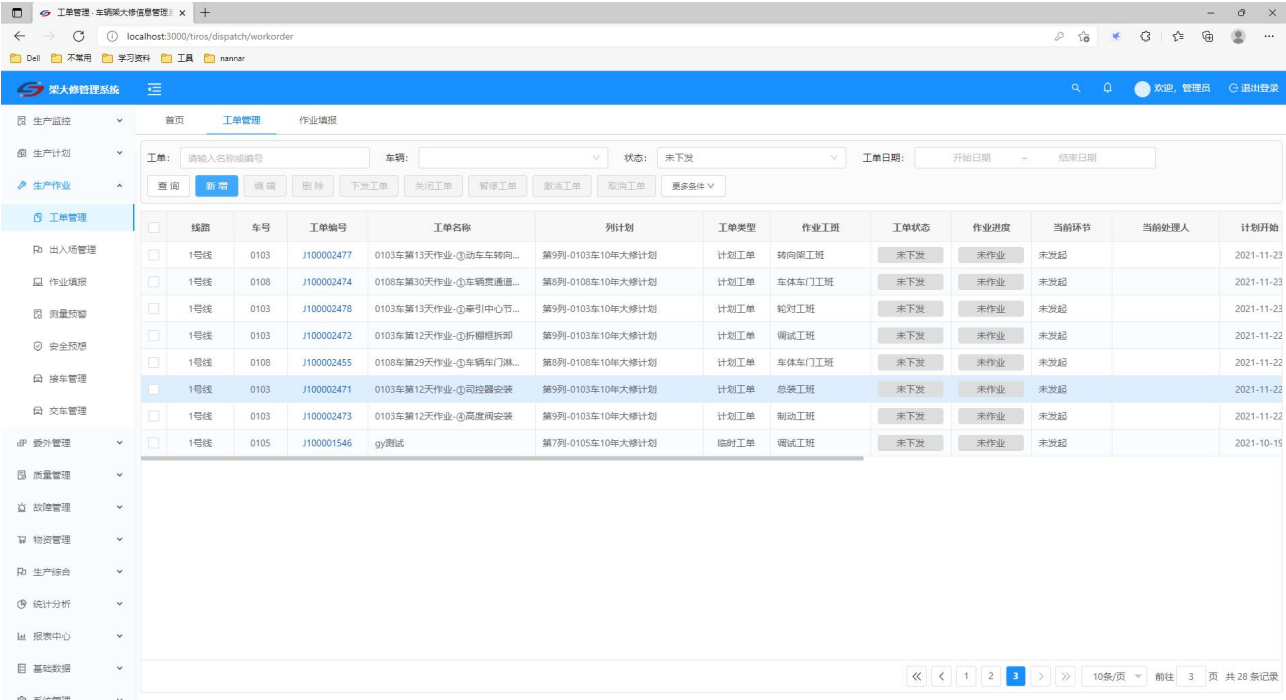 工单管理 - 车辆架大修信息管理
localhost:3000/tiros/dispatch/workorder
Dell 不常用 学习资料 工具 nannar
架大修管理系统 欢迎，管理员 退出登录
首页 工单管理 作业填报
生产监控
生产计划
生产作业
工单管理
出入场管理
作业填报
测量预警
安全预想
接车管理
交车管理
委外管理
质量管理
故障管理
物资管理
生产综合
统计分析
报表中心
基础数据
系统管理
工单： 请输入名称或编号 车辆： 状态： 未下发 工单日期： 开始日期 ~ 结束日期
查 询 新 增 编 辑 删 除 下发工单 关闭工单 暂停工单 激活工单 取消工单 更多条件
线路 车号 工单编号 工单名称 列计划 工单类型 作业工班 工单状态 作业进度 当前环节 当前处理人 计划开始
1号线 0103 J100002477 0103车第13天作业-③动车车转向... 第9列-0103车10年大修计划 计划工单 转向架工班 未下发 未作业 未发起 2021-11-23
1号线 0108 J100002474 0108车第30天作业-①车辆贯通道... 第8列-0108车10年大修计划 计划工单 车体车门工班 未下发 未作业 未发起 2021-11-23
1号线 0103 J100002478 0103车第13天作业-①牵引中心节... 第9列-0103车10年大修计划 计划工单 轮对工班 未下发 未作业 未发起 2021-11-23
1号线 0103 J100002472 0103车第12天作业-①折棚框拆卸 第9列-0103车10年大修计划 计划工单 调试工班 未下发 未作业 未发起 2021-11-22
1号线 0108 J100002455 0108车第29天作业-①车辆车门淋... 第8列-0108车10年大修计划 计划工单 车体车门工班 未下发 未作业 未发起 2021-11-22
1号线 0103 J100002471 0103车第12天作业-①司控器安装 第9列-0103车10年大修计划 计划工单 总装工班 未下发 未作业 未发起 2021-11-22
1号线 0103 J100002473 0103车第12天作业-④高度阀安装 第9列-0103车10年大修计划 计划工单 制动工班 未下发 未作业 未发起 2021-11-22
1号线 0105 J100001546 gy测试 第7列-0105车10年大修计划 临时工单 调试工班 未下发 未作业 未发起 2021-10-19
1 2 3 10条/页 前往 3 页 共 28 条记录